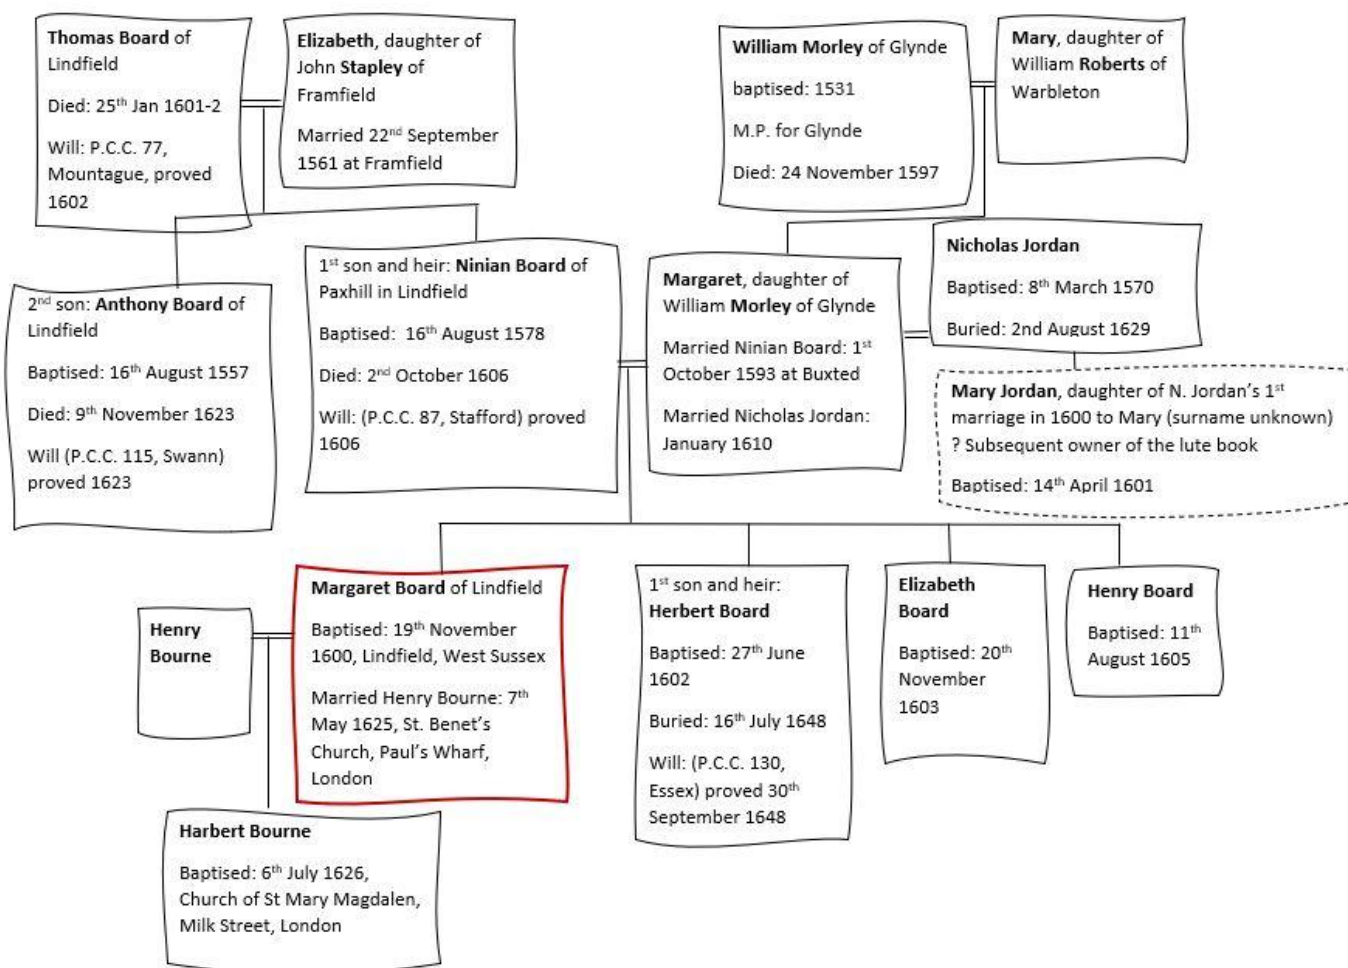 Thomas Board of
Lindfield
Died: 25th Jan 1601-2
Will: P.C.C. 77,
Mountague, proved
1602
Elizabeth, daughter of
John Stapley of
Framfield
Married 22nd September
1561 at Framfield
William Morley of Glynde
baptised: 1531
M.P. for Glynde
Died: 24 November 1597
Mary, daughter of
William Roberts of
Warbleton
2nd son: Anthony Board of
Lindfield
Baptised: 16th August 1557
Died: 9th November 1623
Will (P.C.C. 115, Swann)
proved 1623
1st son and heir: Ninian Board of
Paxhill in Lindfield
Baptised: 16th August 1578
Died: 2nd October 1606
Will: (P.C.C. 87, Stafford) proved
1606
Margaret, daughter of
William Morley of Glynde
Married Ninian Board: 1st
October 1593 at Buxted
Married Nicholas Jordan:
January 1610
Nicholas Jordan
Baptised: 8th March 1570
Buried: 2nd August 1629
Mary Jordan, daughter of N. Jordan's 1st
marriage in 1600 to Mary (surname unknown)
? Subsequent owner of the lute book
Baptised: 14th April 1601
Henry
Bourne
Margaret Board of Lindfield
Baptised: 19th November
1600, Lindfield, West Sussex
Married Henry Bourne: 7th
May 1625, St. Benet's
Church, Paul's Wharf,
London
1st son and heir:
Herbert Board
Baptised: 27th June
1602
Buried: 16th July 1648
Will: (P.C.C. 130,
Essex) proved 30th
September 1648
Elizabeth
Board
Baptised: 20th
November
1603
Henry Board
Baptised: 11th
August 1605
Harbert Bourne
Baptised: 6th July 1626,
Church of St Mary Magdalen,
Milk Street, London